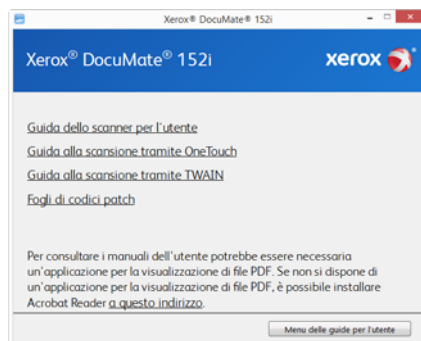 Xerox® DocuMate® 152i
Xerox® DocuMate® 152i
xerox
Guida dello scanner per l'utente
Guida alla scansione tramite OneTouch
Guida alla scansione tramite TWAIN
Fogli di codici patch
Per consultare i manuali dell'utente potrebbe essere necessaria
un'applicazione per la visualizzazione di file PDF. Se non si dispone di
un'applicazione per la visualizzazione di file PDF, è possibile installare
Acrobat Reader a questo indirizzo.
Menu delle guide per l'utente